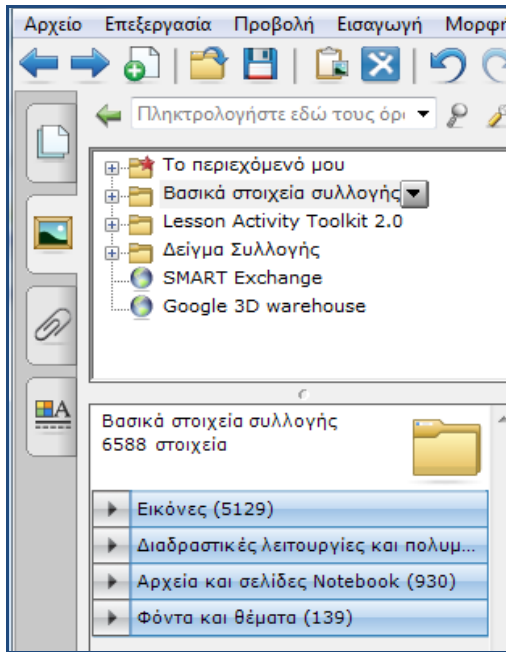 Αρχείο Επεξεργασία Προβολή Εισαγωγή Μορφή
Πληκτρολογήστε εδώ τους όρι
Το περιεχόμενό μου
Βασικά στοιχεία συλλογής
Lesson Activity Toolkit 2.0
Δείγμα Συλλογής
SMART Exchange
Google 3D warehouse
A
Βασικά στοιχεία συλλογής
6588 στοιχεία
Εικόνες (5129)
Διαδραστικές λειτουργίες και πολυμ...
Αρχεία και σελίδες Notebook (930)
Φόντα και θέματα (139)